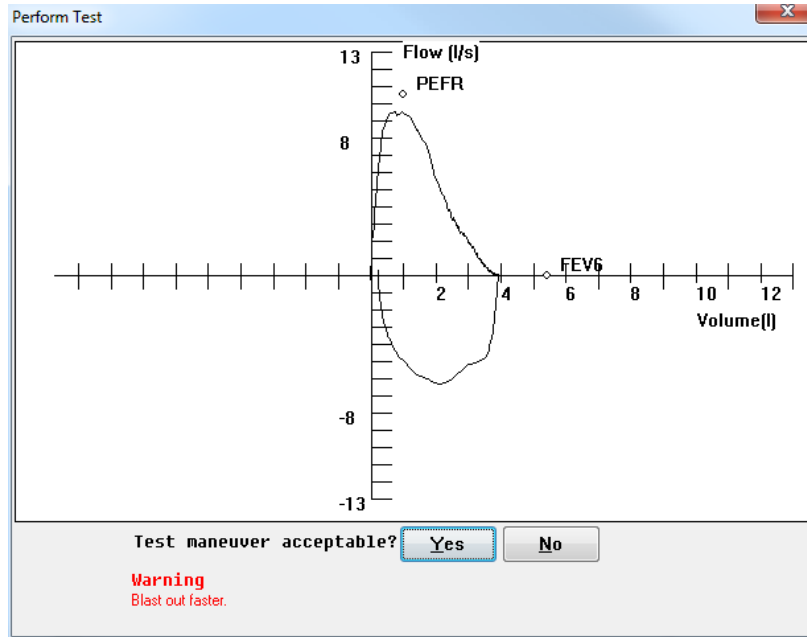 Perform Test
13
Flow (l/s)
PEFR
8
FEV6
2 4 6 8 10 12
Volume(l)
-8
-13
Test maneuver acceptable? Yes No
Warning
Blast out faster.